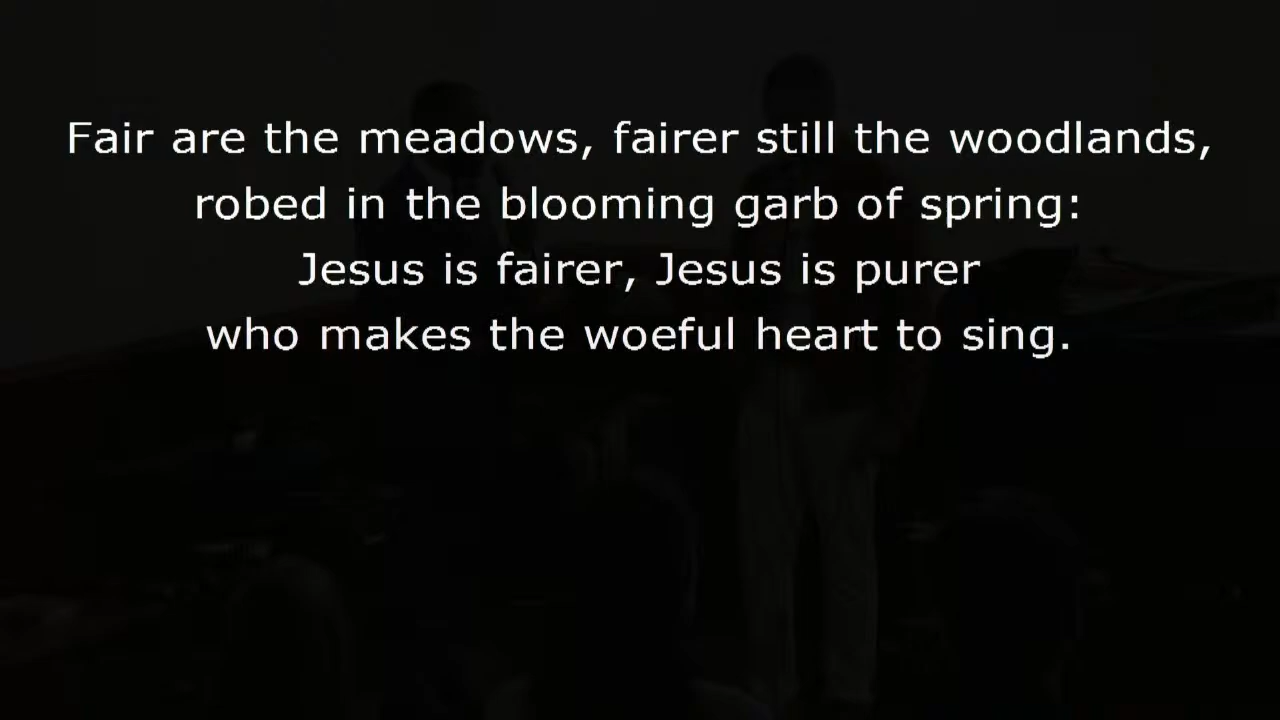 Fair are the meadows, fairer still the woodlands,
robed in the blooming garb of spring:
Jesus is fairer, Jesus is purer
who makes the woeful heart to sing.